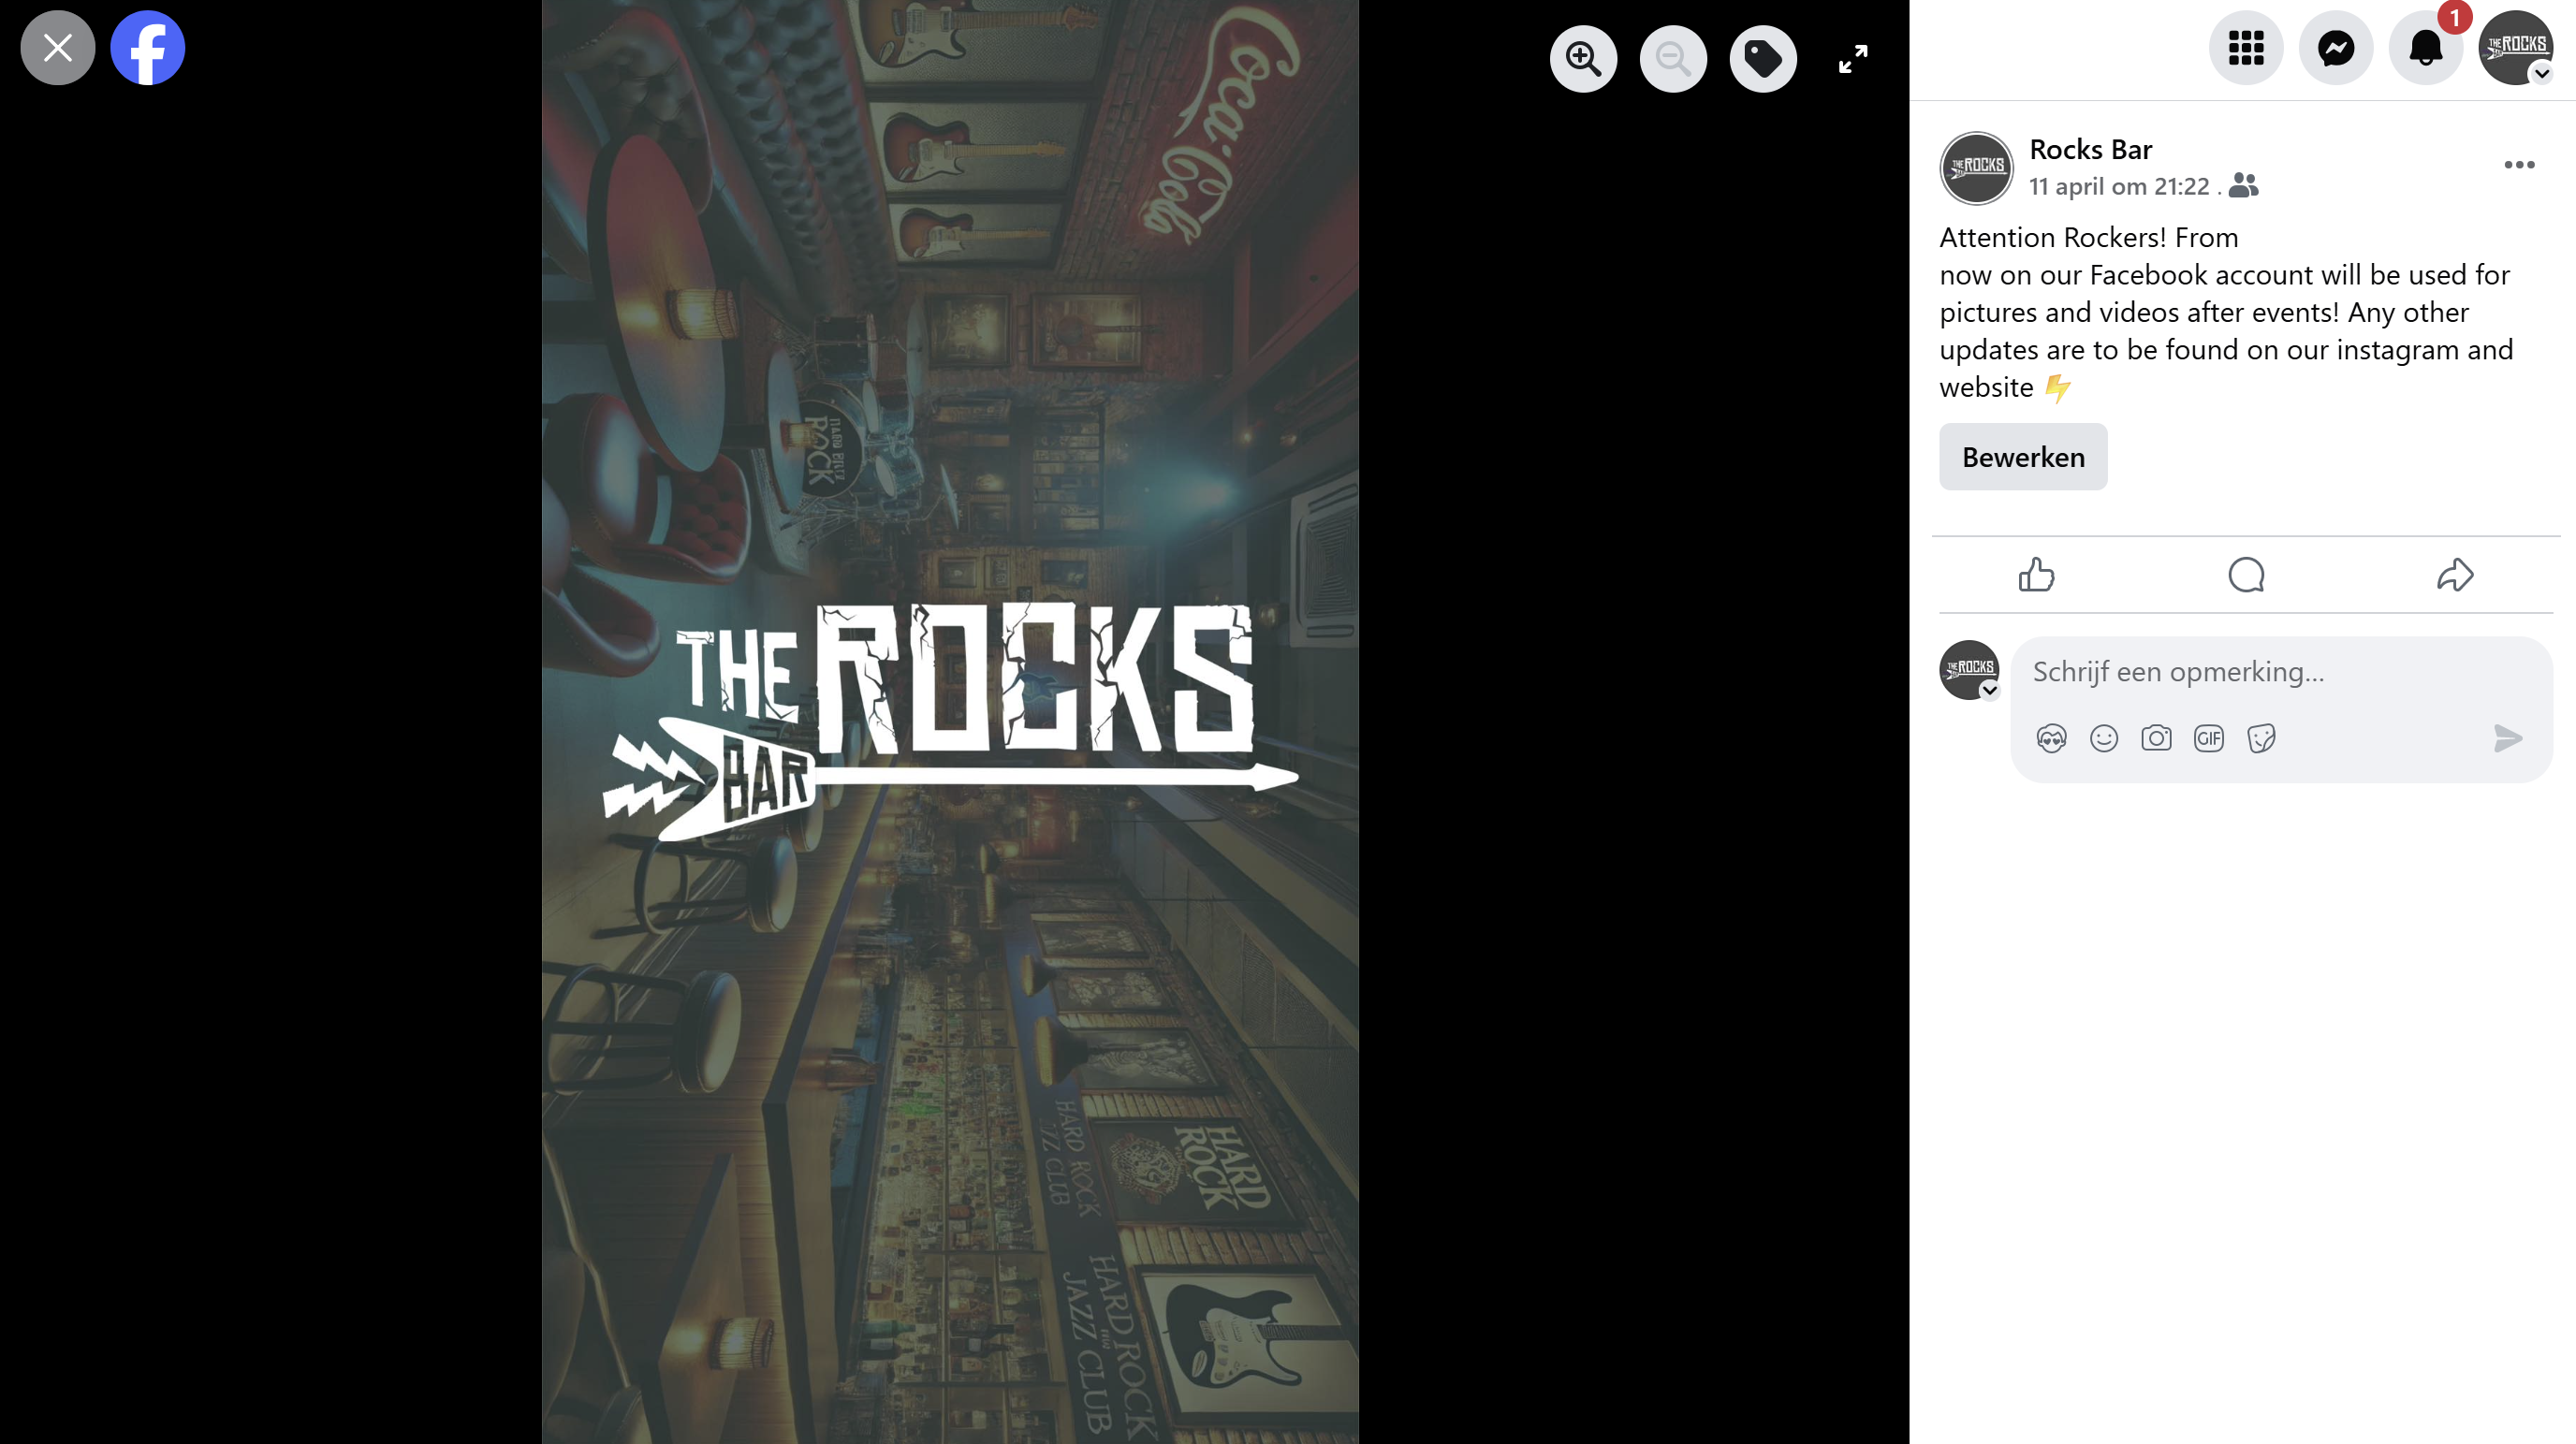 1
THE ROCKS
Rocks Bar
11 april om 21:22 .
Attention Rockers! From
now on our Facebook account will be used for
pictures and videos after events! Any other
updates are to be found on our instagram and
website ⚡
Bewerken
THE ROCKS
Schrijf een opmerking...
GIF
Coca-Cola
ROCK
THE ROCKS
BAR
HARD ROCK
JAZZ CLUB
HARD
ROCK
HARD ROCK
JAZZ CLUB